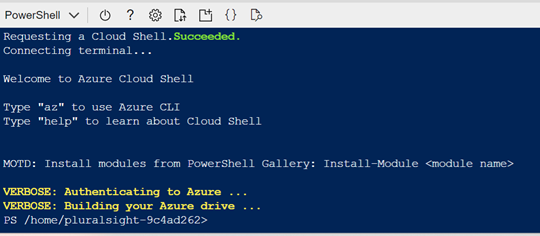 PowerShell
Requesting a Cloud Shell.Succeeded.
Connecting terminal...
Welcome to Azure Cloud Shell
Type "az" to use Azure CLI
Type "help" to learn about Cloud Shell
MOTD: Install modules from PowerShell Gallery: Install-Module <module name>
VERBOSE: Authenticating to Azure ...
VERBOSE: Building your Azure drive ...
PS /home/pluralsight-9c4ad262>